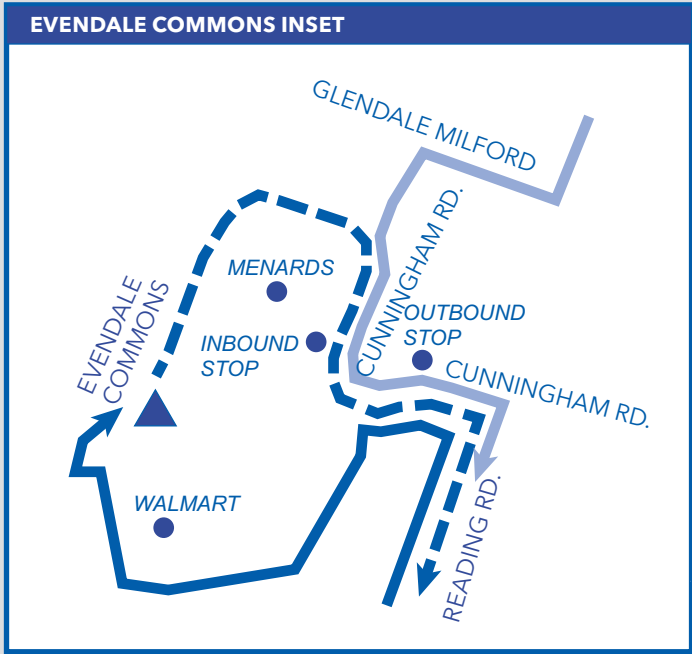 EVENDALE COMMONS INSET
GLENDALE MILFORD
CUNNINGHAM RD.
MENARDS
EVENDALE
COMMONS
INBOUND
STOP
OUTBOUND
STOP
CUNNINGHAM RD.
WALMART
READING RD.